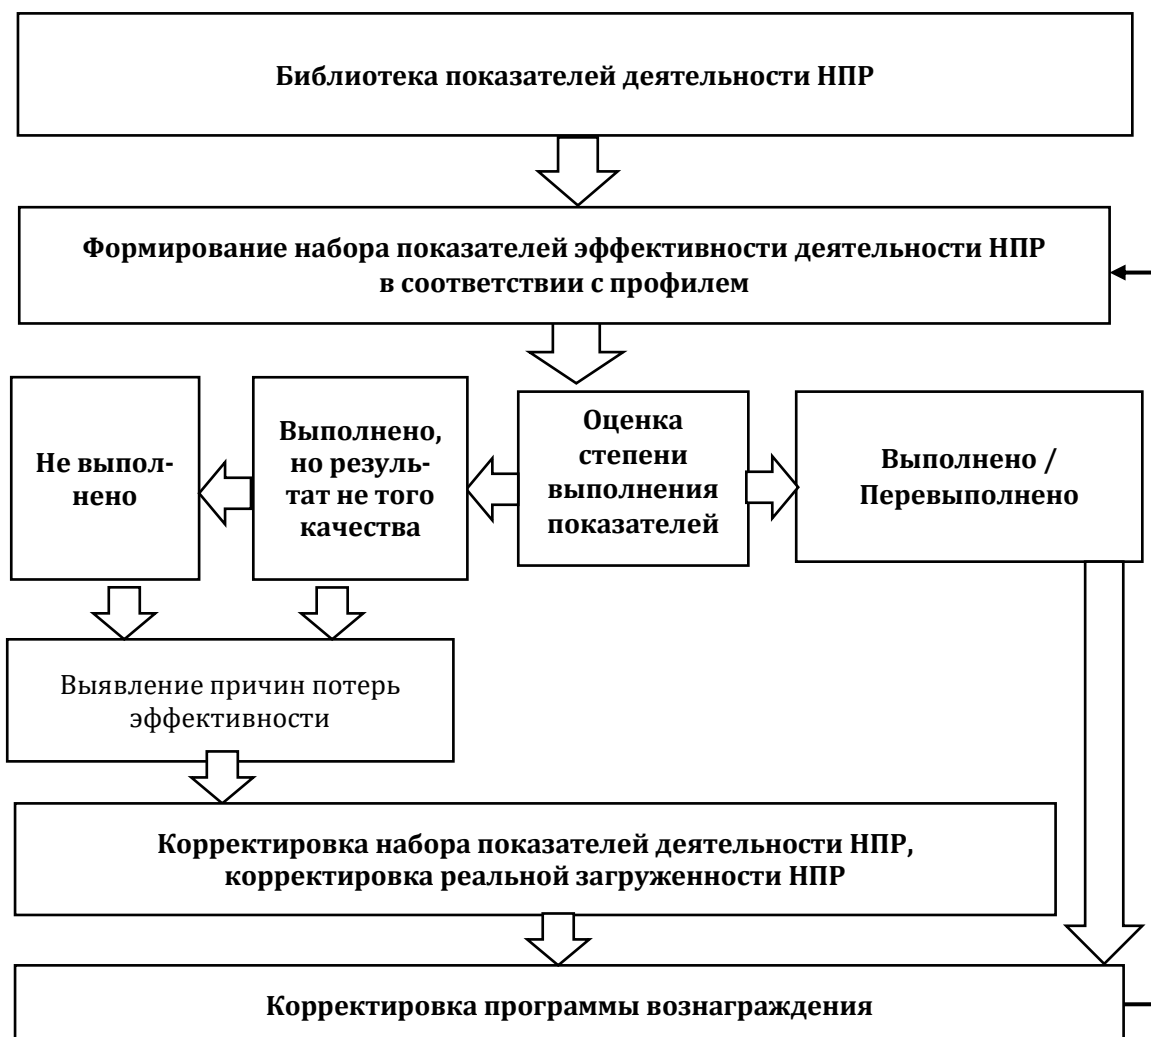 Библиотека показателей деятельности НПР
Формирование набора показателей эффективности деятельности НПР
в соответствии с профилем
Не выпол-
нено
Выполнено,
но резуль-
тат не того
качества
Оценка
степени
выполнения
показателей
Выполнено /
Перевыполнено
Выявление причин потерь
эффективности
Корректировка набора показателей деятельности НПР,
корректировка реальной загруженности НПР
Корректировка программы вознаграждения